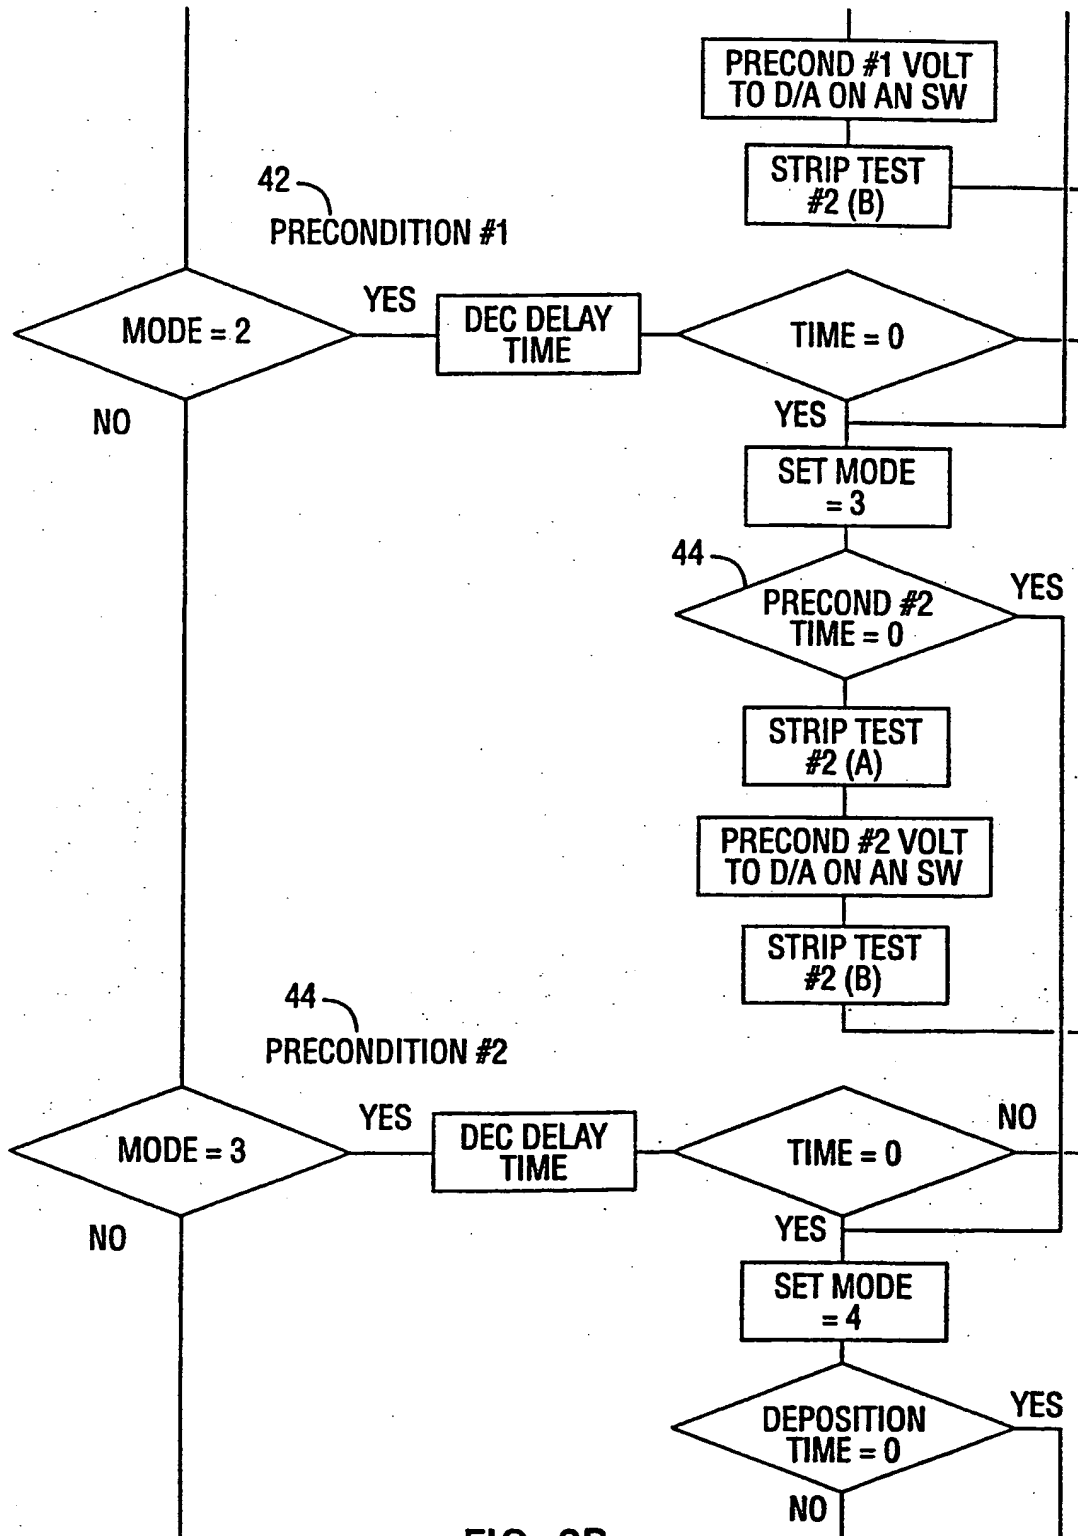 PRECOND #1 VOLT
TO D/A ON AN SW
STRIP TEST
#2 (B)
42
PRECONDITION #1
MODE = 2
YES
DEC DELAY
TIME
TIME = 0
NO
YES
SET MODE
= 3
44
PRECOND #2
TIME = 0
YES
STRIP TEST
#2 (A)
PRECOND #2 VOLT
TO D/A ON AN SW
STRIP TEST
#2 (B)
44
PRECONDITION #2
MODE = 3
YES
DEC DELAY
TIME
TIME = 0
NO
NO
YES
SET MODE
= 4
DEPOSITION
TIME = 0
YES
NO